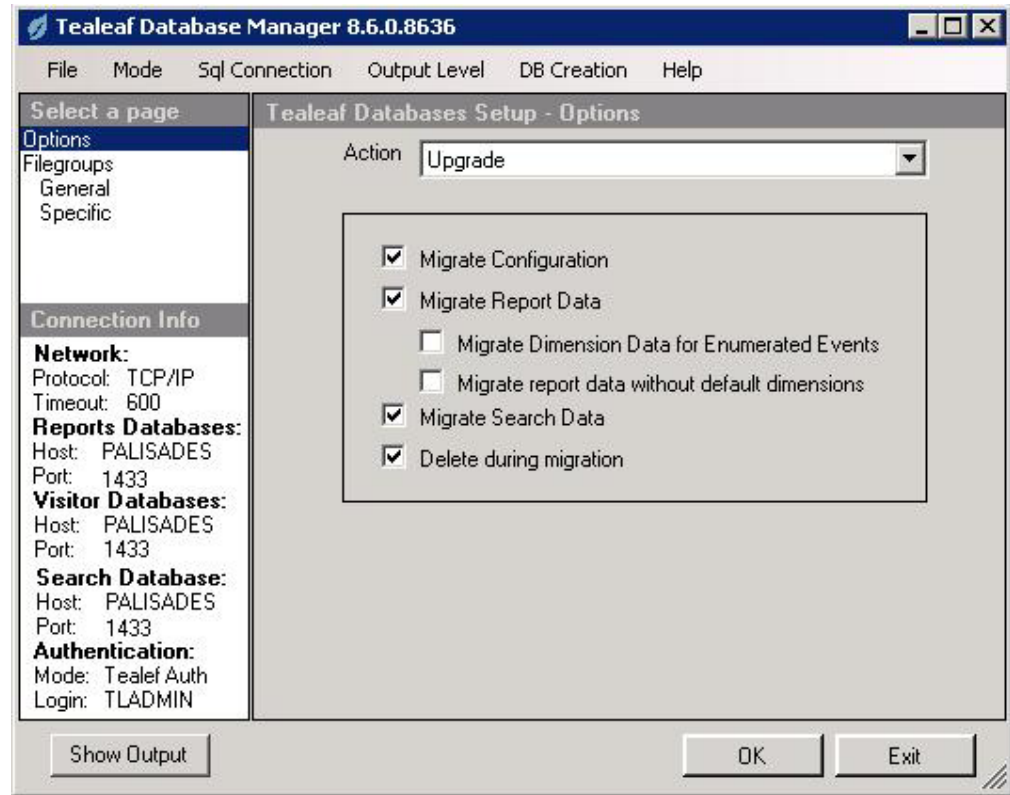 Tealeaf Database Manager 8.6.0.8636
File Mode Sql Connection Output Level DB Creation Help
Select a page
Options
Filegroups
General
Specific
Connection Info
Network:
Protocol: TCP/IP
Timeout: 600
Reports Databases:
Host: PALISADES
Port: 1433
Visitor Databases:
Host: PALISADES
Port: 1433
Search Database:
Host: PALISADES
Port: 1433
Authentication:
Mode: Tealef Auth
Login: TLADMIN
Tealeaf Databases Setup - Options
Action Upgrade
Migrate Configuration
Migrate Report Data
Migrate Dimension Data for Enumerated Events
Migrate report data without default dimensions
Migrate Search Data
Delete during migration
Show Output OK Exit